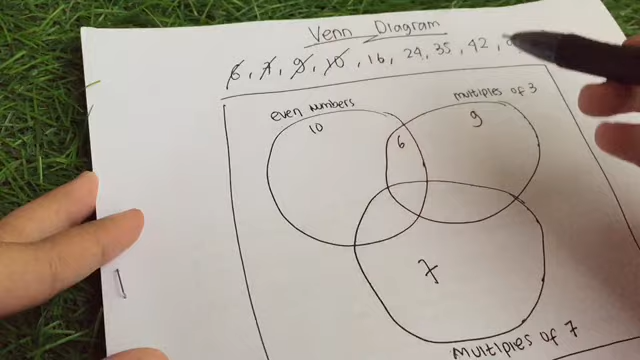 Venn Diagram
6, 7, 9, 10, 16, 24, 35, 42,
even numbers
multiples of 3
10
9
6
7
Multiples of 7